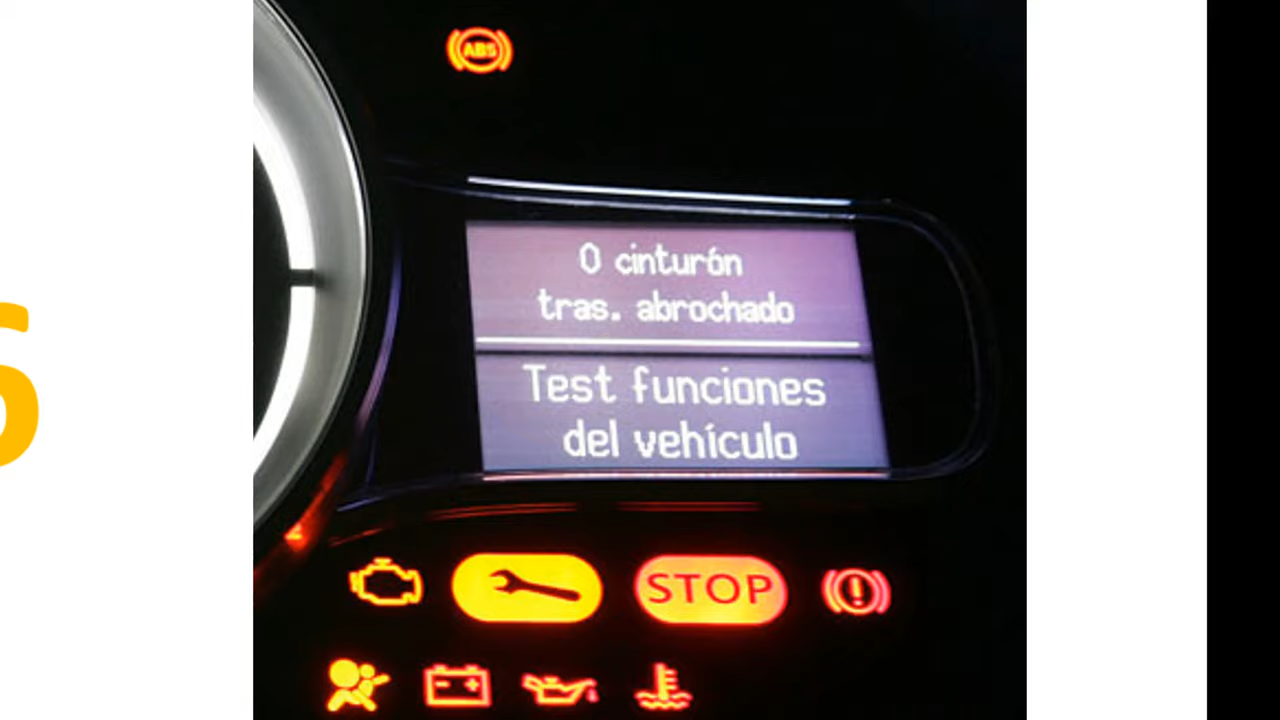 ABS
0 cinturón
tras. abrochado
Test funciones
del vehículo
STOP